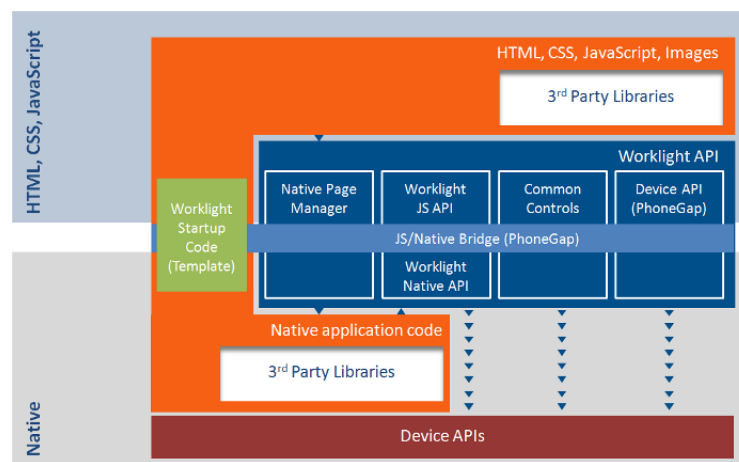 HTML, CSS, JavaScript
HTML, CSS, JavaScript, Images
3rd Party Libraries
Worklight API
Native Page
Manager
Worklight
JS API
Common
Controls
Device API
(PhoneGap)
Worklight
Startup
Code
(Template)
JS/Native Bridge (PhoneGap)
Worklight
Native API
Native application code
3rd Party Libraries
Native
Device APIs